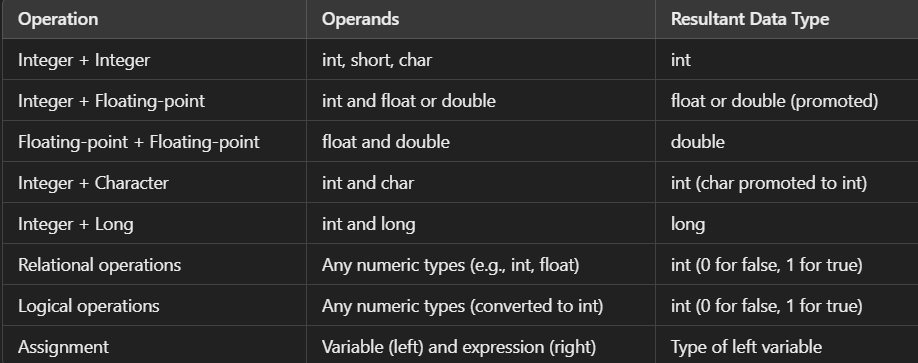 Operation Operands Resultant Data Type
Integer + Integer int, short, char int
Integer + Floating-point int and float or double float or double (promoted)
Floating-point + Floating-point float and double double
Integer + Character int and char int (char promoted to int)
Integer + Long int and long long
Relational operations Any numeric types (e.g., int, float) int (0 for false, 1 for true)
Logical operations Any numeric types (converted to int) int (0 for false, 1 for true)
Assignment Variable (left) and expression (right) Type of left variable